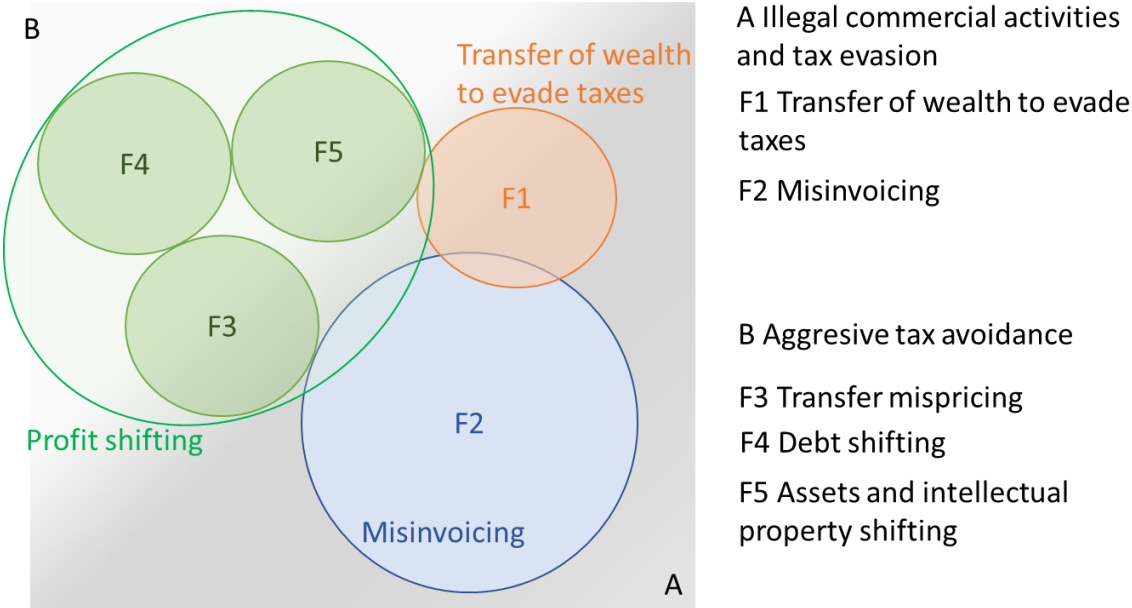 B
Transfer of wealth
to evade taxes
F4
F5
F1
F3
Profit shifting
F2
Misinvoicing
A
A Illegal commercial activities
and tax evasion
F1 Transfer of wealth to evade
taxes
F2 Misinvoicing
B Aggresive tax avoidance
F3 Transfer mispricing
F4 Debt shifting
F5 Assets and intellectual
property shifting